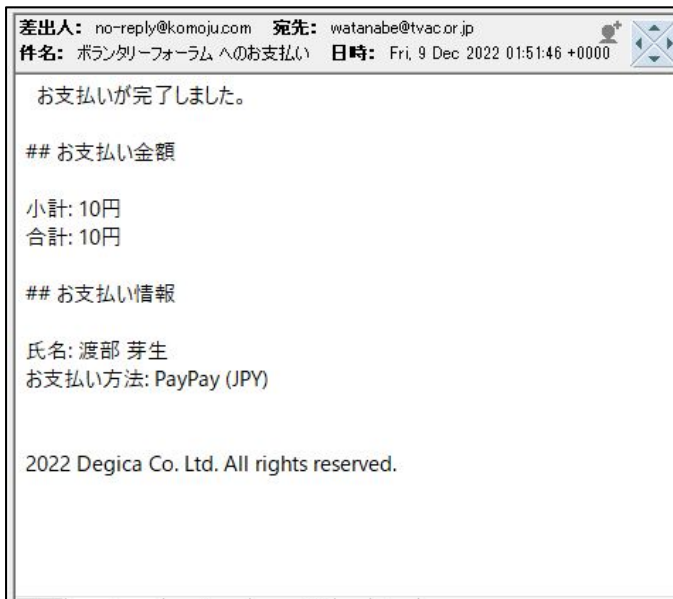 差出人: no-reply@komoju.com 宛先: watanabe@tvac.or.jp
件名: ボランタリーフォーラム へのお支払い 日時: Fri, 9 Dec 2022 01:51:46 +0000
お支払いが完了しました。
## お支払い金額
小計: 10円
合計: 10円
## お支払い情報
氏名: 渡部 芽生
お支払い方法: PayPay (JPY)
2022 Degica Co. Ltd. All rights reserved.